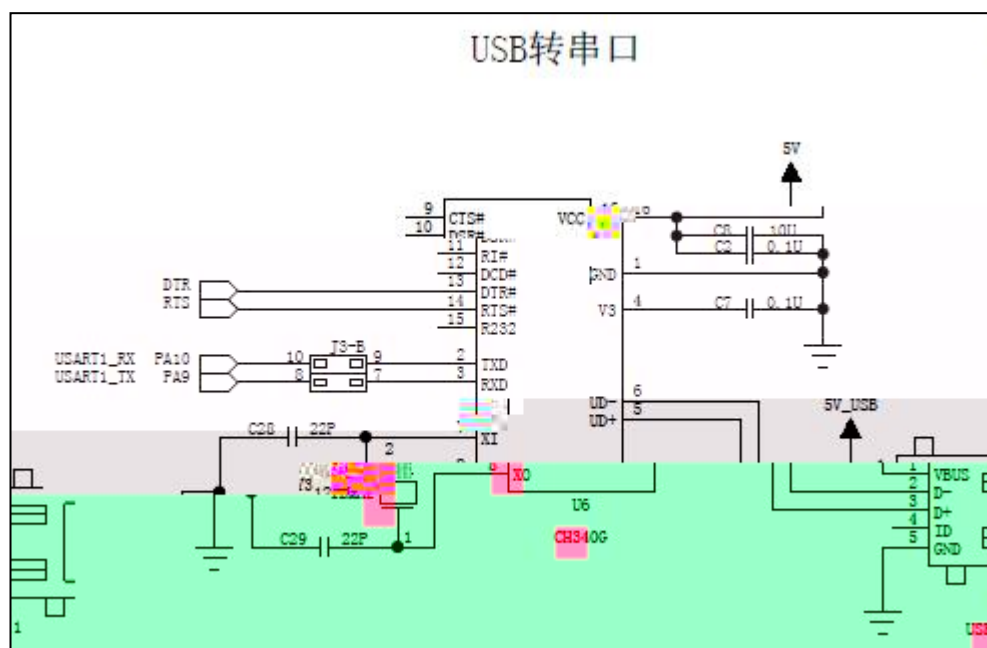 USB转串口
5V
9 CTS# VCC
10
C8 10U
11 C2 0.1U
12 RI# GND 1
DTR 13 DCD#
RTS 14 DTR# V3 4 C7 0.1U
15 RTS#
R232
J3-B
USART1_RX PA10 10 9 2 TXD
USART1_TX PA9 8 7 3 RXD
UD- 6
UD+ 5 5V_USB
C28 22P XI
2
XO 1 VBUS
2 D-
U6 3 D+
C29 22P 1 CH340G 4 ID
5 GND
1